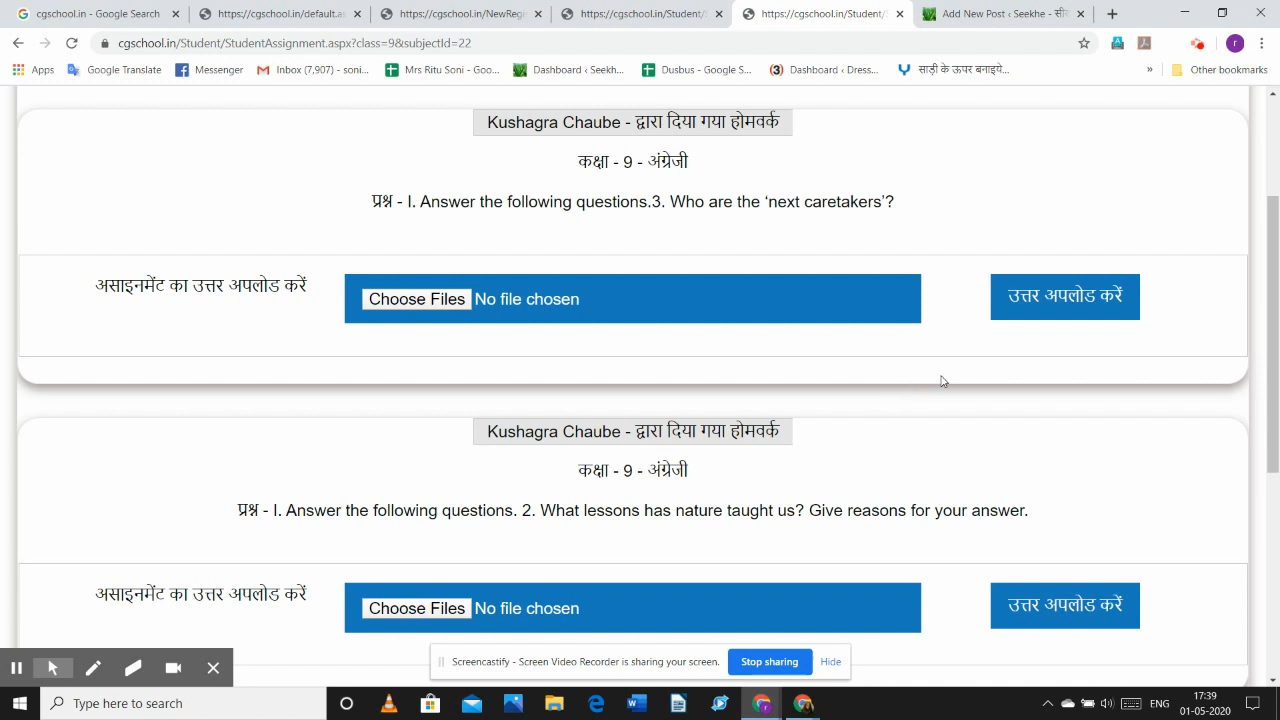 cgschool.in - Google Search
https://cgschool.in/default.as
https://cgschool.in/NewRegi
https://cgschool.in/Student/S
https://cgschool.in/Student/S
Add New Post ‹ Seekhe - सीर
cgschool.in/Student/StudentAssignment.aspx?class=9&subjectId=22
Apps Google Translate Messenger Inbox (7,907) - soni... Mrs Ritu Soni - Goo... Dashboard ‹ Seekh... Dusbus - Google S... (3) Dashboard ‹ Dress... साड़ी के ऊपर बनाइये... » Other bookmarks
Kushagra Chaube - द्वारा दिया गया होमवर्क
कक्षा - 9 - अंग्रेजी
प्रश्न - I. Answer the following questions.3. Who are the ‘next caretakers’?
असाइनमेंट का उत्तर अपलोड करें
Choose Files No file chosen
उत्तर अपलोड करें
Kushagra Chaube - द्वारा दिया गया होमवर्क
कक्षा - 9 - अंग्रेजी
प्रश्न - I. Answer the following questions. 2. What lessons has nature taught us? Give reasons for your answer.
असाइनमेंट का उत्तर अपलोड करें
Choose Files No file chosen
उत्तर अपलोड करें
Screencastify - Screen Video Recorder is sharing your screen. Stop sharing Hide
Type here to search
ENG
17:39
01-05-2020